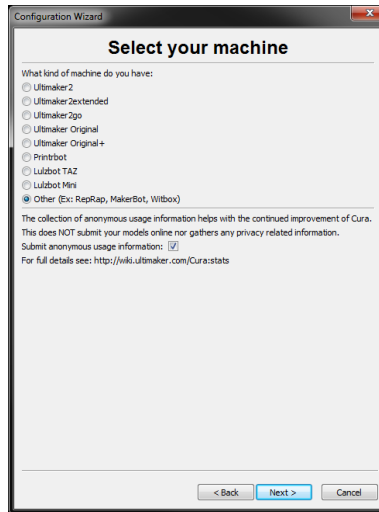 Configuration Wizard
Select your machine
What kind of machine do you have:
Ultimaker2
Ultimaker2extended
Ultimaker2go
Ultimaker Original
Ultimaker Original+
Printrbot
Lulzbot TAZ
Lulzbot Mini
Other (Ex: RepRap, MakerBot, Witbox)
The collection of anonymous usage information helps with the continued improvement of Cura.
This does NOT submit your models online nor gathers any privacy related information.
Submit anonymous usage information:
For full details see: http://wiki.ultimaker.com/Cura:stats
< Back Next > Cancel